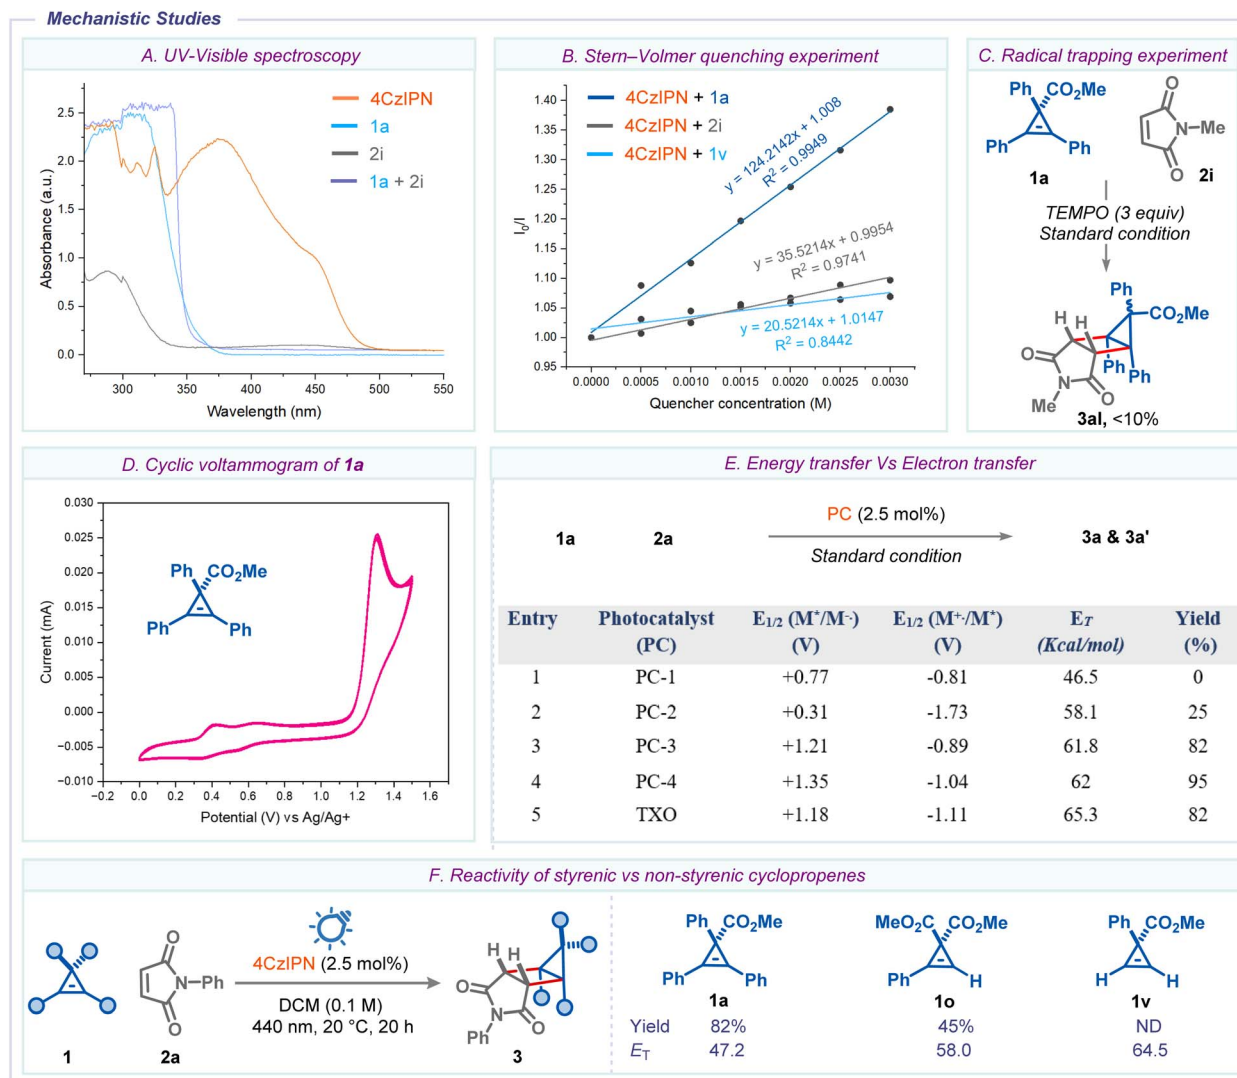 Mechanistic Studies
A. UV-Visible spectroscopy
Absorbance (a.u.)
2.5
2.0
1.5
1.0
0.5
0.0
300
350
400
450
500
550
Wavelength (nm)
4CzIPN
1a
2i
1a + 2i
B. Stern–Volmer quenching experiment
I₀/I
1.40
1.35
1.30
1.25
1.20
1.15
1.10
1.05
1.00
0.95
0.0000
0.0005
0.0010
0.0015
0.0020
0.0025
0.0030
Quencher concentration (M)
4CzIPN + 1a
4CzIPN + 2i
4CzIPN + 1v
y = 124.2142x + 1.008
R² = 0.9949
y = 35.5214x + 0.9954
R² = 0.9741
y = 20.5214x + 1.0147
R² = 0.8442
C. Radical trapping experiment
Ph
CO₂Me
Ph
Ph
1a
O
N
Me
O
2i
TEMPO (3 equiv)
Standard condition
Ph
CO₂Me
H
H
O
Ph
Ph
N
O
Me
3al, <10%
D. Cyclic voltammogram of 1a
Current (mA)
0.030
0.025
0.020
0.015
0.010
0.005
0.000
−0.005
−0.010
−0.2
0.0
0.2
0.4
0.6
0.8
1.0
1.2
1.4
1.6
Potential (V) vs Ag/Ag+
Ph
CO₂Me
Ph
Ph
E. Energy transfer Vs Electron transfer
1a
2a
PC (2.5 mol%)
Standard condition
3a & 3a'
Entry Photocatalyst (PC) E₁/₂ (M*/M⁻·) (V) E₁/₂ (M⁺·/M*) (V) E_T (Kcal/mol) Yield (%)
1 PC-1 +0.77 -0.81 46.5 0
2 PC-2 +0.31 -1.73 58.1 25
3 PC-3 +1.21 -0.89 61.8 82
4 PC-4 +1.35 -1.04 62 95
5 TXO +1.18 -1.11 65.3 82
F. Reactivity of styrenic vs non-styrenic cyclopropenes
1
O
N
Ph
O
2a
4CzIPN (2.5 mol%)
DCM (0.1 M)
440 nm, 20 °C, 20 h
H
H
O
N
O
Ph
3
Ph
CO₂Me
Ph
Ph
1a
MeO₂C
CO₂Me
Ph
H
1o
Ph
CO₂Me
H
H
1v
Yield 82% 45% ND
E_T 47.2 58.0 64.5